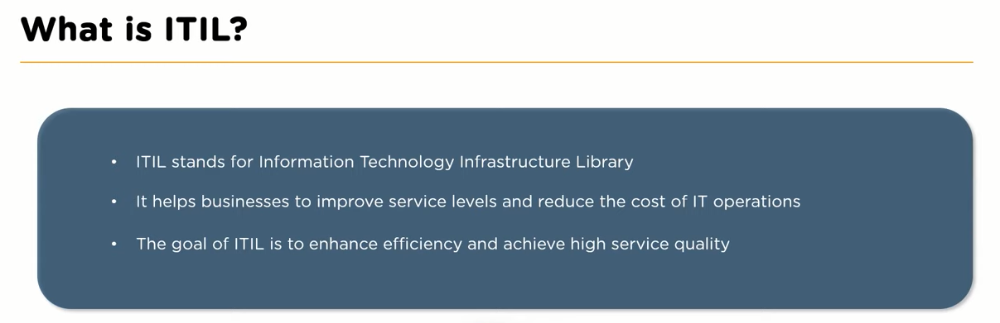 What is ITIL?
• ITIL stands for Information Technology Infrastructure Library
• It helps businesses to improve service levels and reduce the cost of IT operations
• The goal of ITIL is to enhance efficiency and achieve high service quality